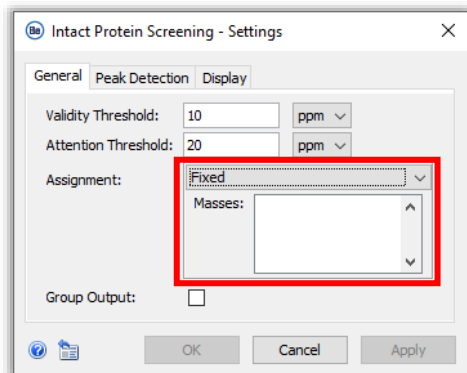 Be Intact Protein Screening - Settings
General Peak Detection Display
Validity Threshold: 10 ppm
Attention Threshold: 20 ppm
Assignment: Fixed
Masses:
Group Output:
? OK Cancel Apply